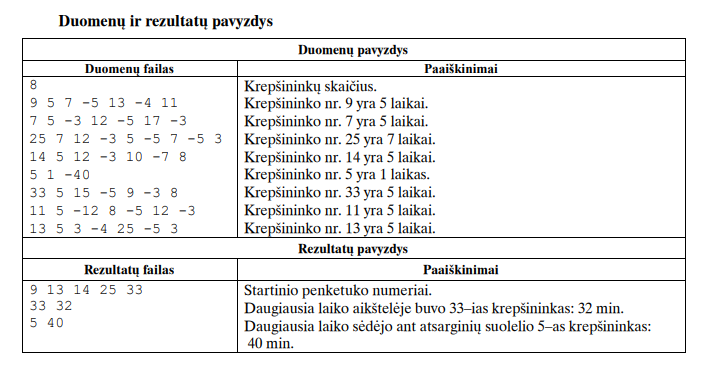 Duomenų ir rezultatų pavyzdys
Duomenų pavyzdys
Duomenų failas Paaiškinimai
8 Krepšininkų skaičius.
9 5 7 -5 13 -4 11 Krepšininko nr. 9 yra 5 laikai.
7 5 -3 12 -5 17 -3 Krepšininko nr. 7 yra 5 laikai.
25 7 12 -3 5 -5 7 -5 3 Krepšininko nr. 25 yra 7 laikai.
14 5 12 -3 10 -7 8 Krepšininko nr. 14 yra 5 laikai.
5 1 -40 Krepšininko nr. 5 yra 1 laikas.
33 5 15 -5 9 -3 8 Krepšininko nr. 33 yra 5 laikai.
11 5 -12 8 -5 12 -3 Krepšininko nr. 11 yra 5 laikai.
13 5 3 -4 25 -5 3 Krepšininko nr. 13 yra 5 laikai.
Rezultatų pavyzdys
Rezultatų failas Paaiškinimai
9 13 14 25 33 Startinio penketuko numeriai.
33 32 Daugiausia laiko aikštelėje buvo 33–ias krepšininkas: 32 min.
5 40 Daugiausia laiko sėdėjo ant atsarginių suolelio 5–as krepšininkas:
40 min.